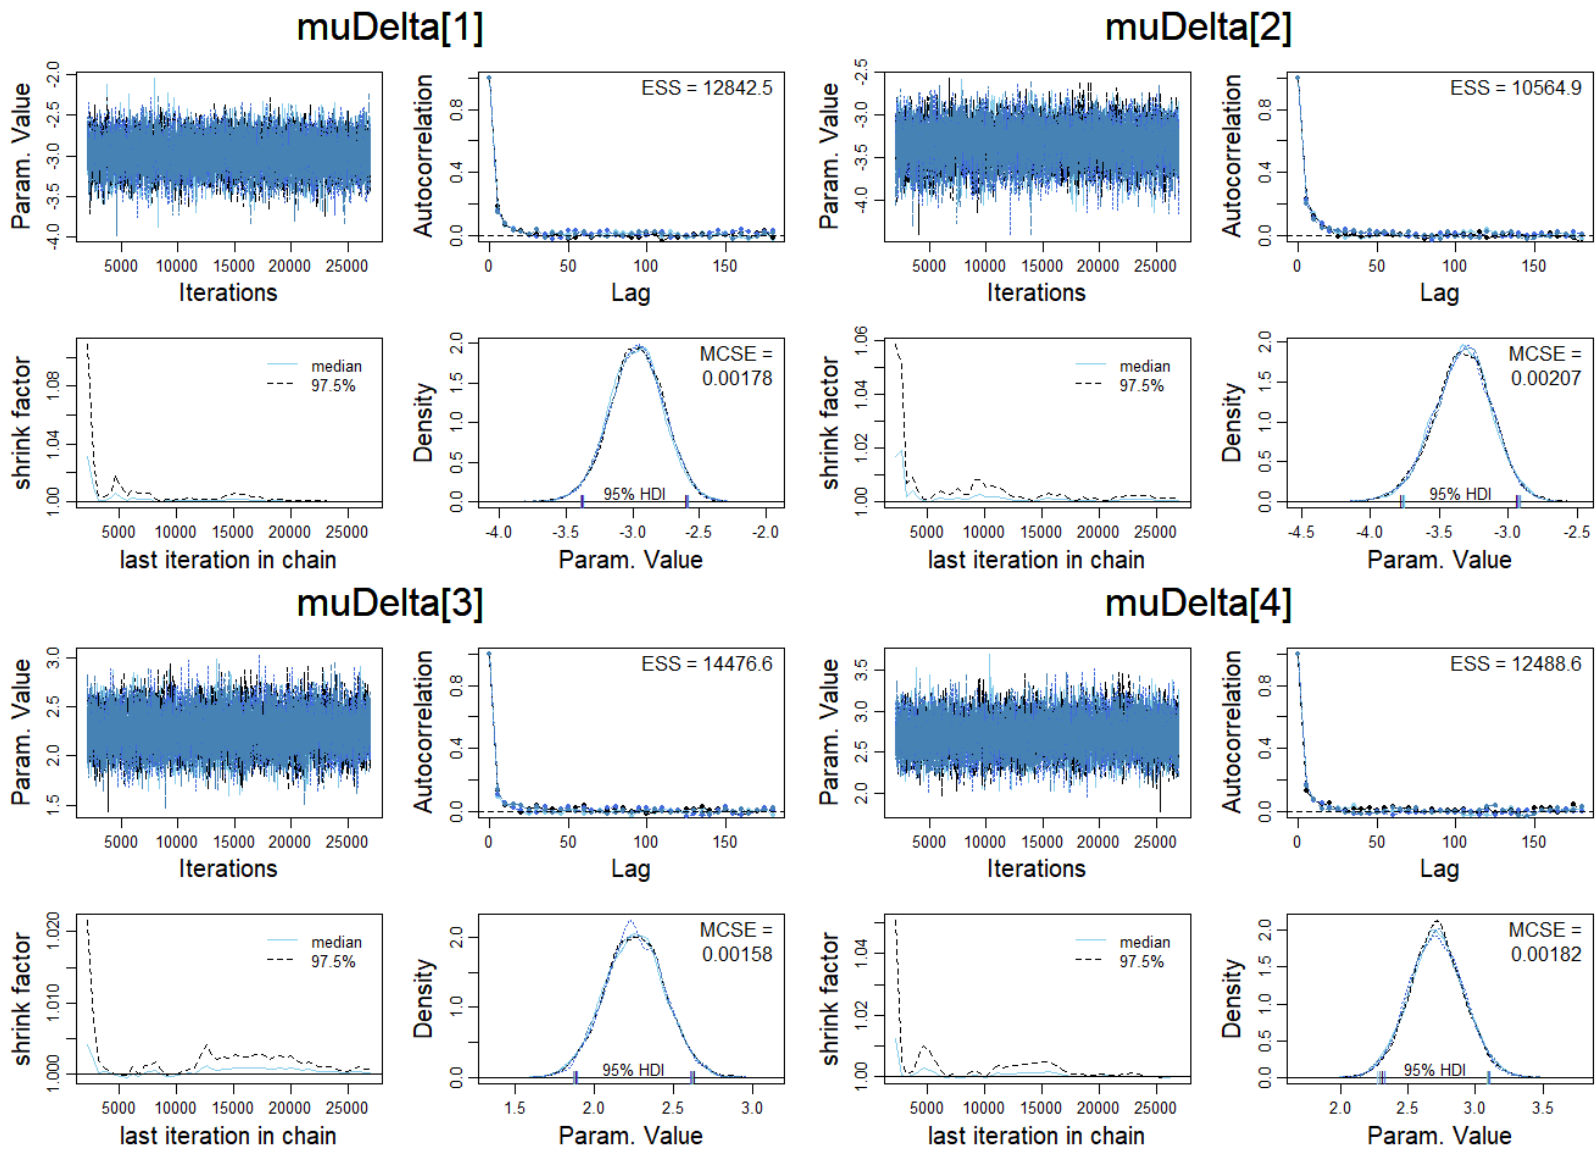 muDelta[1]
Param. Value
-4.0 -3.5 -3.0 -2.5 -2.0
5000 10000 15000 20000 25000
Iterations
Autocorrelation
0.0 0.4 0.8
ESS = 12842.5
0 50 100 150
Lag
shrink factor
1.00 1.04 1.08
median
97.5%
5000 10000 15000 20000 25000
last iteration in chain
Density
0.0 0.5 1.0 1.5 2.0
MCSE =
0.00178
95% HDI
-4.0 -3.5 -3.0 -2.5 -2.0
Param. Value
muDelta[2]
Param. Value
-4.0 -3.5 -3.0 -2.5
5000 10000 15000 20000 25000
Iterations
Autocorrelation
0.0 0.4 0.8
ESS = 10564.9
0 50 100 150
Lag
shrink factor
1.00 1.02 1.04 1.06
median
97.5%
5000 10000 15000 20000 25000
last iteration in chain
Density
0.0 0.5 1.0 1.5 2.0
MCSE =
0.00207
95% HDI
-4.5 -4.0 -3.5 -3.0 -2.5
Param. Value
muDelta[3]
Param. Value
1.5 2.0 2.5 3.0
5000 10000 15000 20000 25000
Iterations
Autocorrelation
0.0 0.4 0.8
ESS = 14476.6
0 50 100 150
Lag
shrink factor
1.000 1.010 1.020
median
97.5%
5000 10000 15000 20000 25000
last iteration in chain
Density
0.0 1.0 2.0
MCSE =
0.00158
95% HDI
1.5 2.0 2.5 3.0
Param. Value
muDelta[4]
Param. Value
2.0 2.5 3.0 3.5
5000 10000 15000 20000 25000
Iterations
Autocorrelation
0.0 0.4 0.8
ESS = 12488.6
0 50 100 150
Lag
shrink factor
1.00 1.02 1.04
median
97.5%
5000 10000 15000 20000 25000
last iteration in chain
Density
0.0 0.5 1.0 1.5 2.0
MCSE =
0.00182
95% HDI
2.0 2.5 3.0 3.5
Param. Value